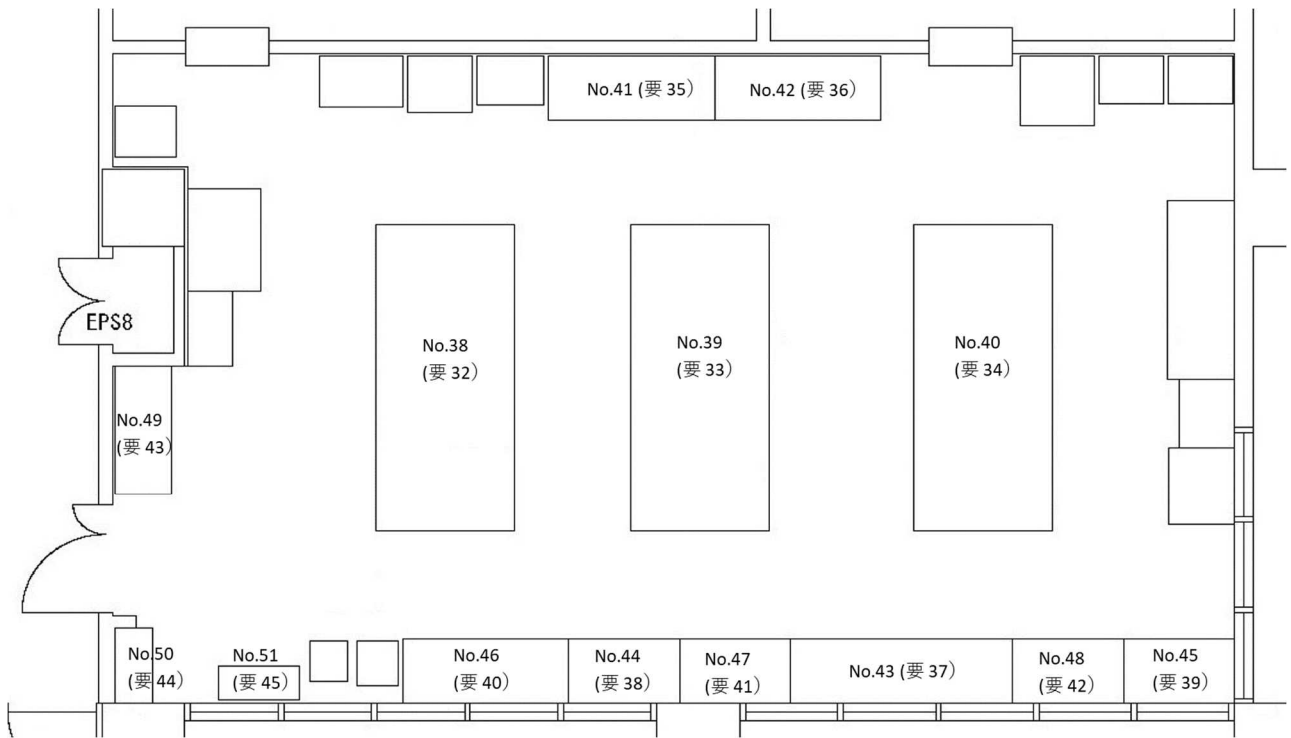 No.41 (要 35)
No.42 (要 36)
EPS8
No.38
(要 32)
No.39
(要 33)
No.40
(要 34)
No.49
(要 43)
No.50
(要 44)
No.51
(要 45)
No.46
(要 40)
No.44
(要 38)
No.47
(要 41)
No.43 (要 37)
No.48
(要 42)
No.45
(要 39)